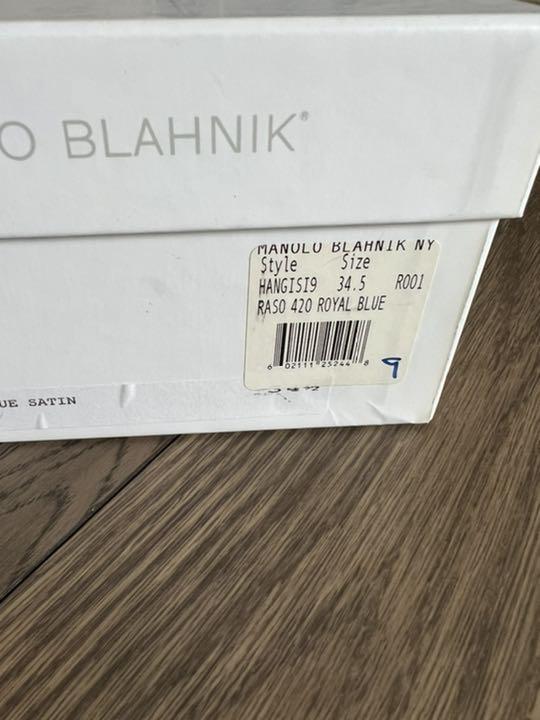 O BLAHNIK®
MANOLO BLAHNIK NY
Style Size
HANGISI9 34.5 R001
RASO 420 ROYAL BLUE
6 02111 25244 8
9
UE SATIN